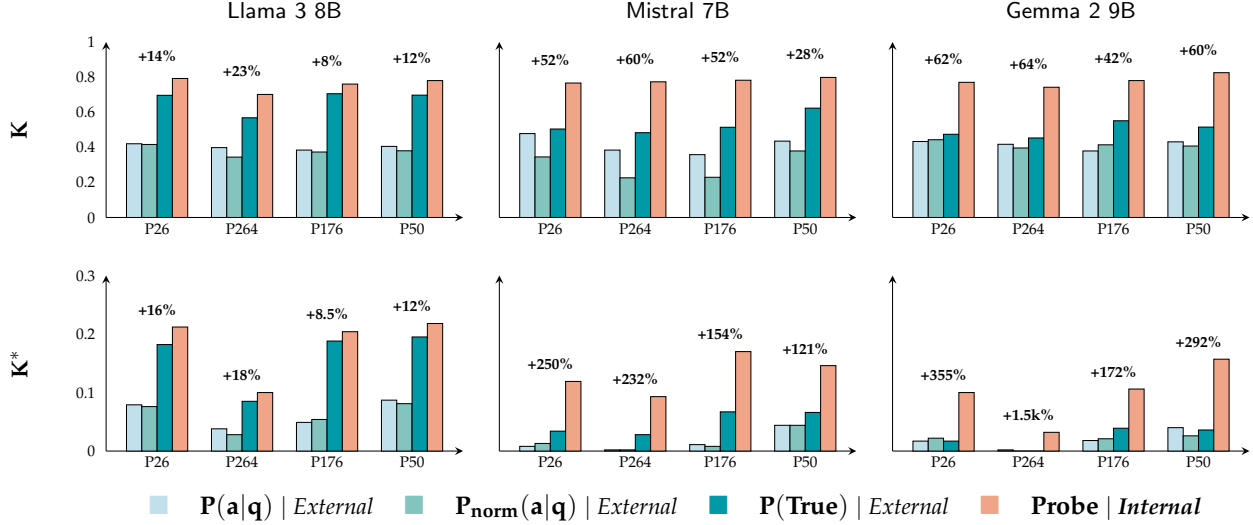 Llama 3 8B
Mistral 7B
Gemma 2 9B
K
1
0.8
0.6
0.4
0.2
0
+14%
+23%
+8%
+12%
P26
P264
P176
P50
+52%
+60%
+52%
+28%
P26
P264
P176
P50
+62%
+64%
+42%
+60%
P26
P264
P176
P50
K*
0.3
0.2
0.1
0
+16%
+18%
+8.5%
+12%
P26
P264
P176
P50
+250%
+232%
+154%
+121%
P26
P264
P176
P50
+355%
+1.5k%
+172%
+292%
P26
P264
P176
P50
P(a|q) | External
P_norm(a|q) | External
P(True) | External
Probe | Internal